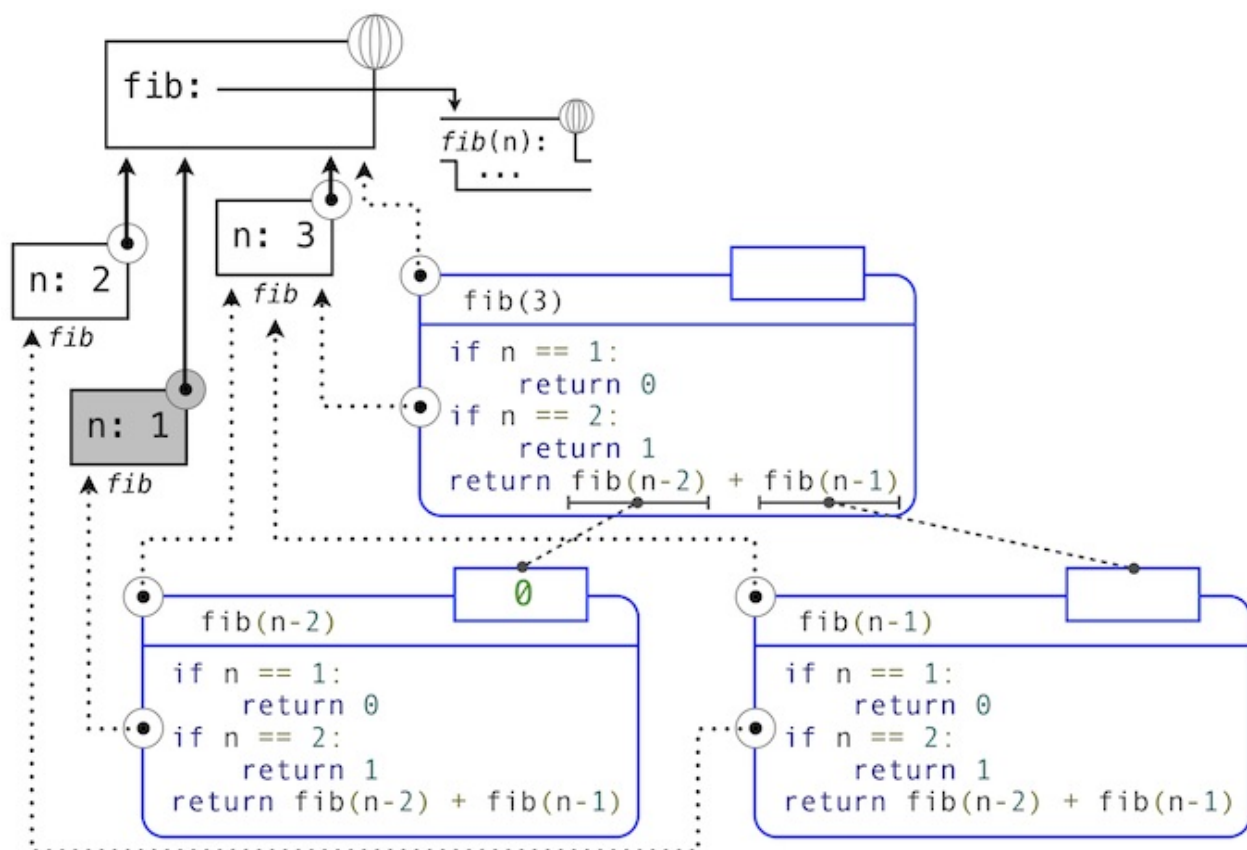 fib:
fib(n):
...
n: 3
fib
n: 2
fib
n: 1
fib
fib(3)
if n == 1:
    return 0
if n == 2:
    return 1
return fib(n-2) + fib(n-1)
0
fib(n-2)
if n == 1:
    return 0
if n == 2:
    return 1
return fib(n-2) + fib(n-1)
fib(n-1)
if n == 1:
    return 0
if n == 2:
    return 1
return fib(n-2) + fib(n-1)